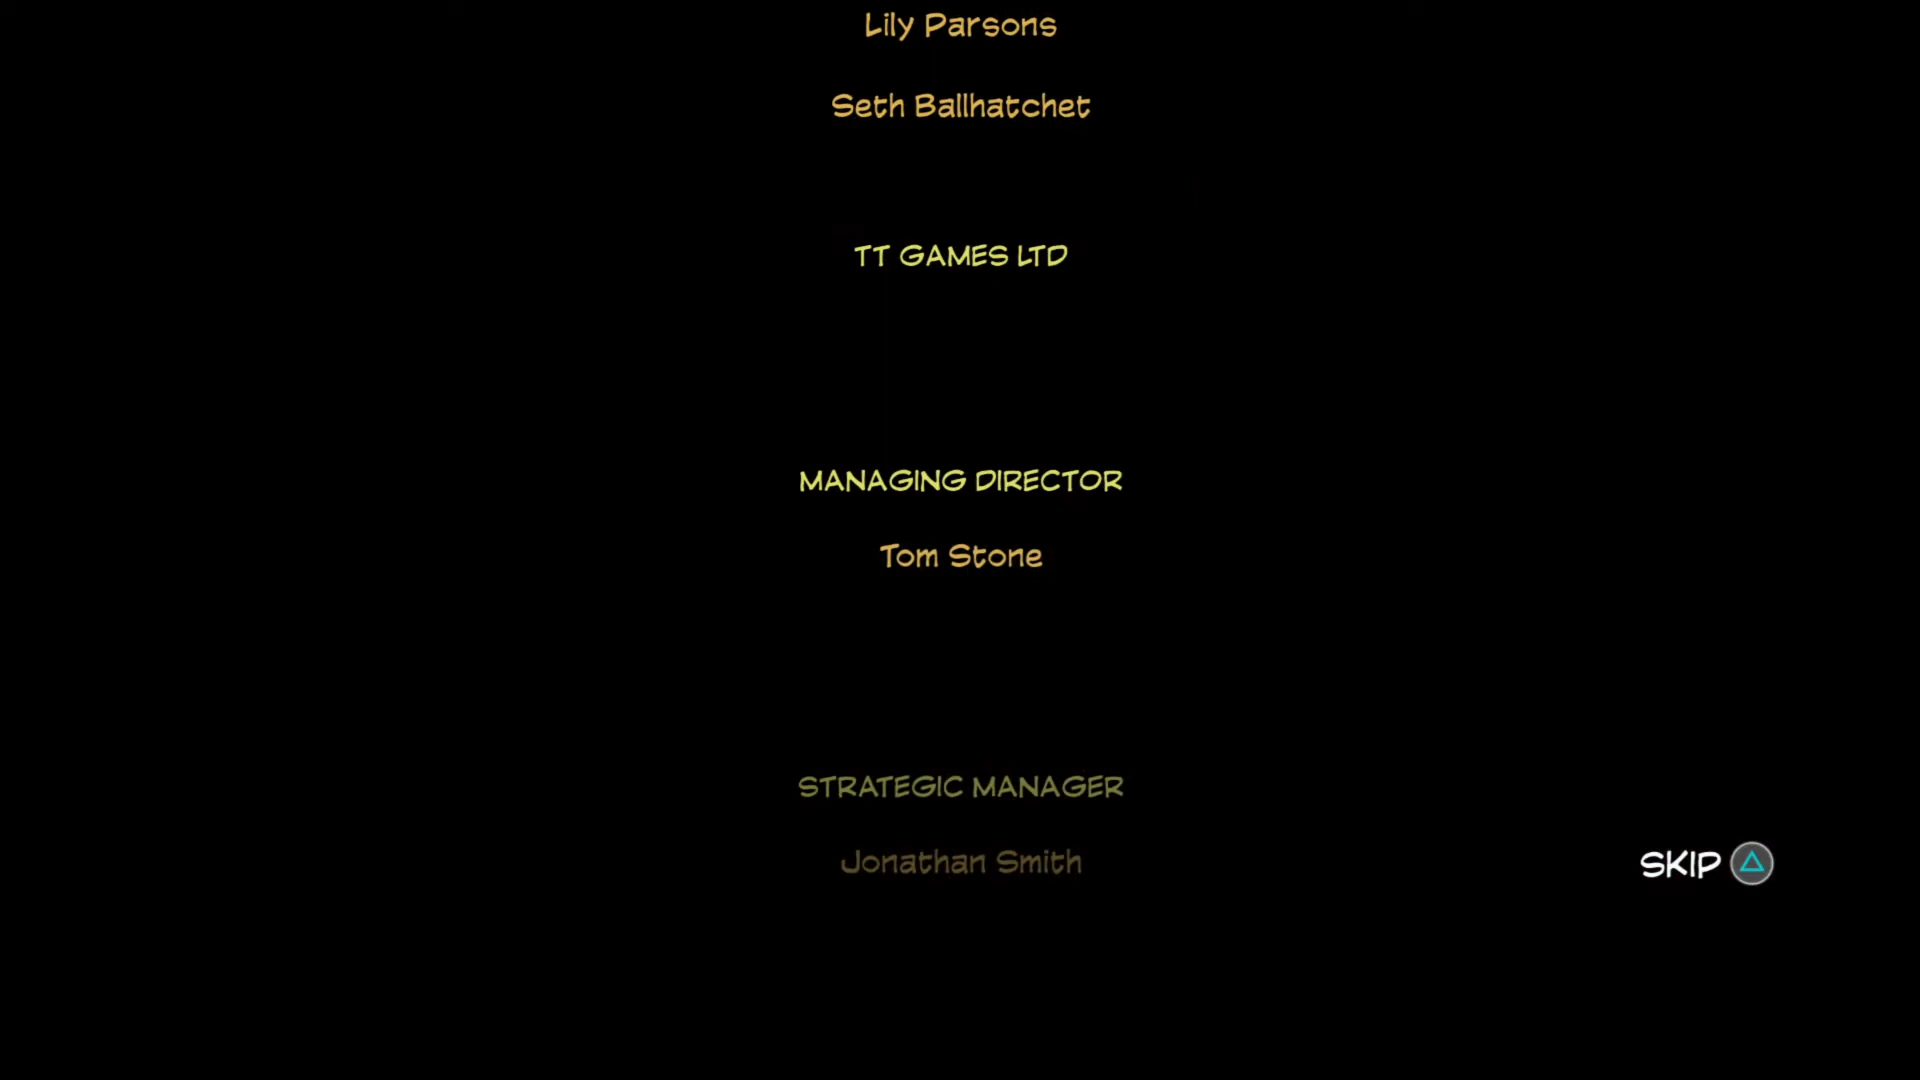 Lily Parsons
Seth Ballhatchet
TT GAMES LTD
MANAGING DIRECTOR
Tom Stone
STRATEGIC MANAGER
Jonathan Smith
SKIP